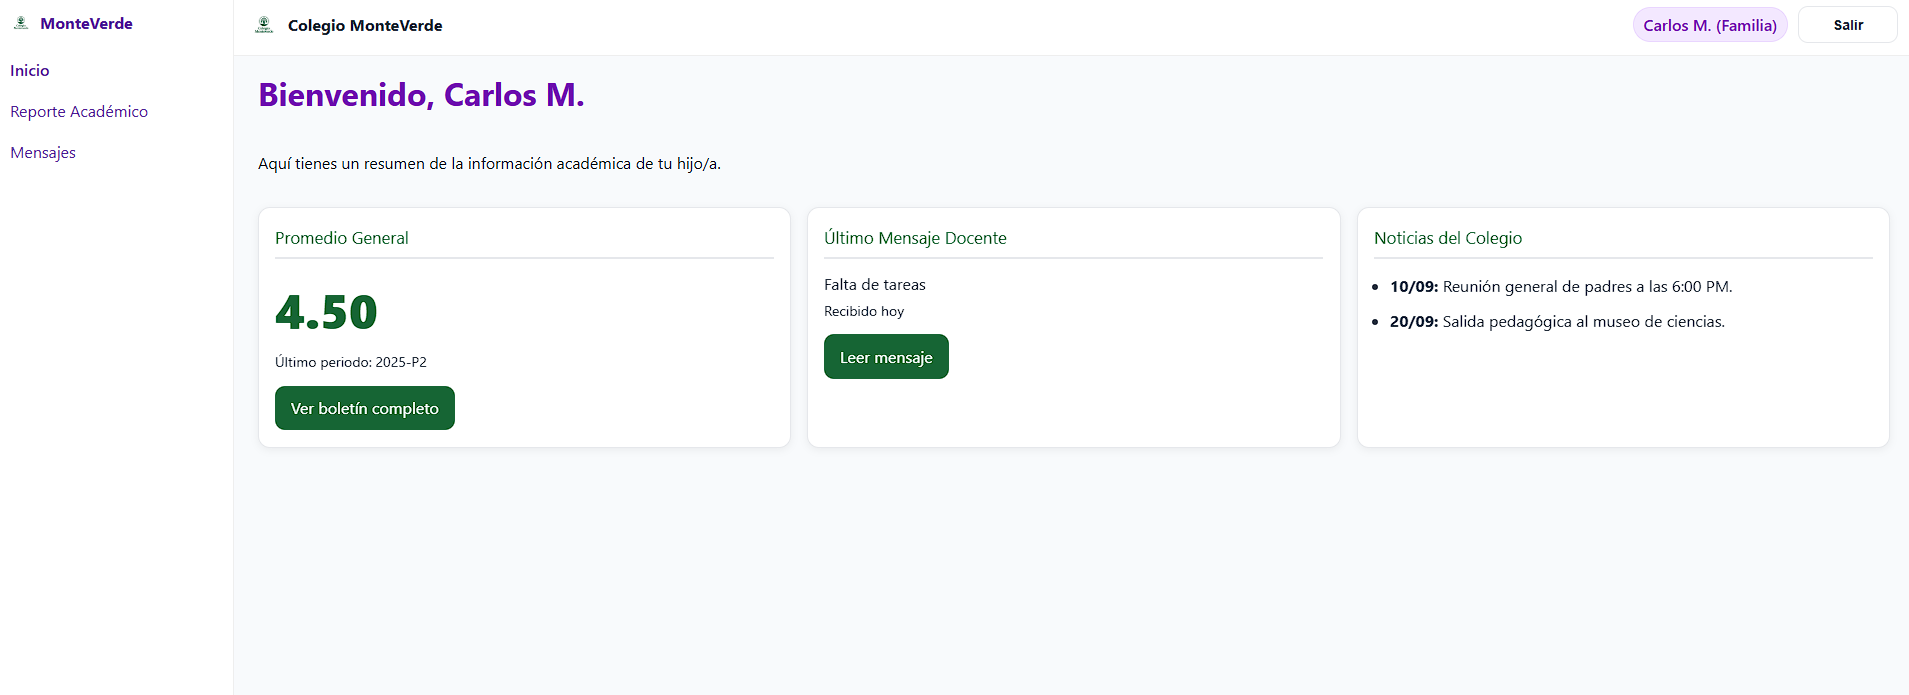 MonteVerde
Inicio
Reporte Académico
Mensajes
Colegio MonteVerde
Carlos M. (Familia)
Salir
Bienvenido, Carlos M.
Aquí tienes un resumen de la información académica de tu hijo/a.
Promedio General
4.50
Último periodo: 2025-P2
Ver boletín completo
Último Mensaje Docente
Falta de tareas
Recibido hoy
Leer mensaje
Noticias del Colegio
10/09: Reunión general de padres a las 6:00 PM.
20/09: Salida pedagógica al museo de ciencias.